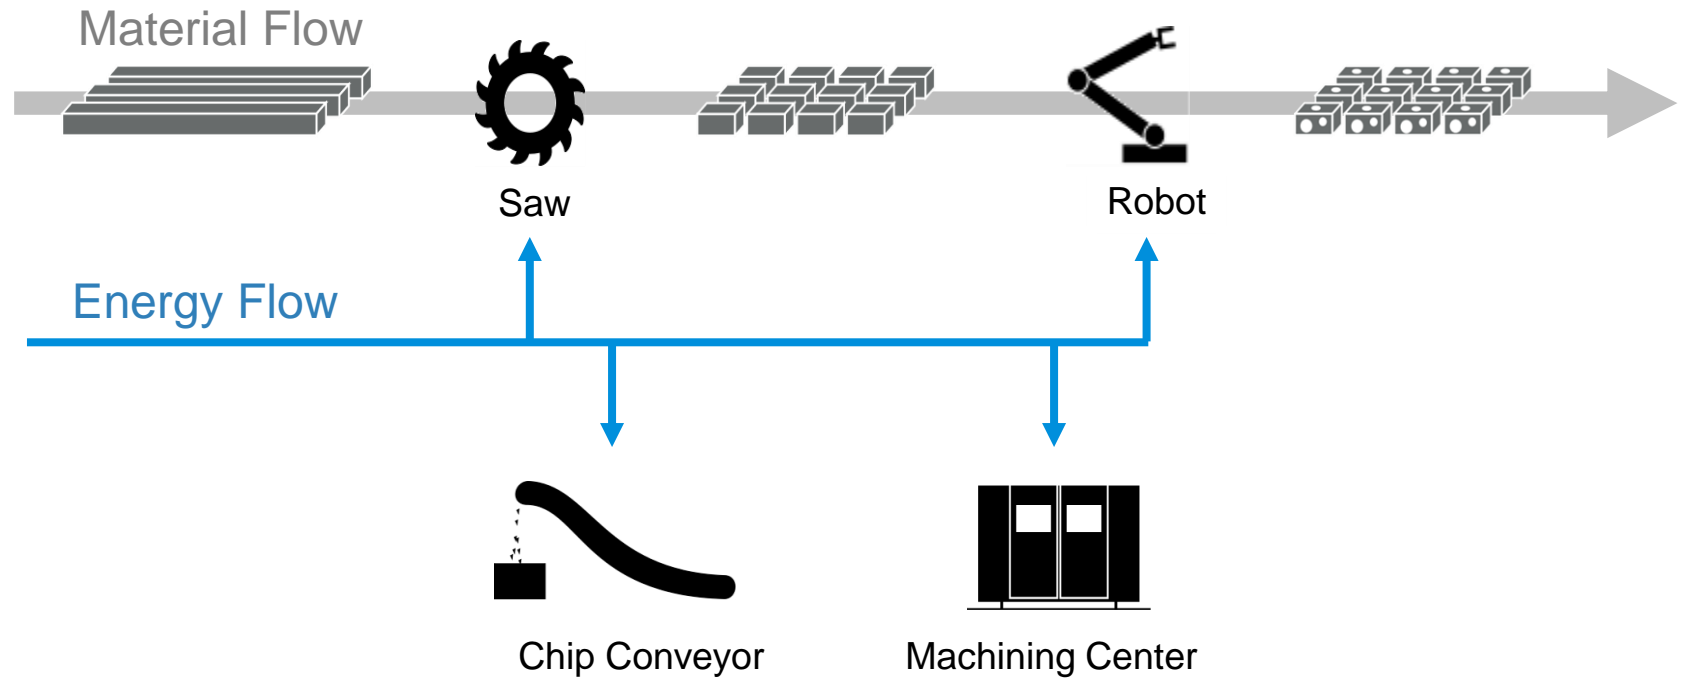 Material Flow
Saw
Robot
Energy Flow
Chip Conveyor
Machining Center